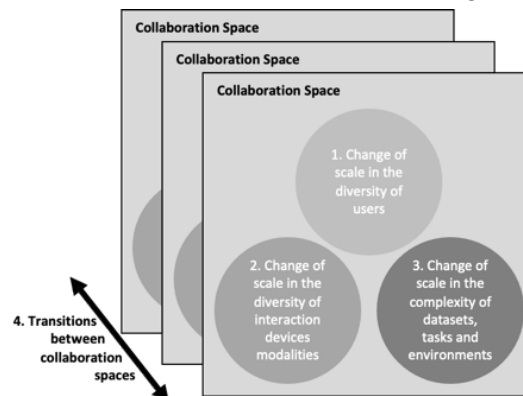 Collaboration Space
Collaboration Space
Collaboration Space
1. Change of
scale in the
diversity of
users
2. Change of
scale in the
diversity of
interaction
devices
modalities
3. Change of
scale in the
complexity of
datasets,
tasks and
environments
4. Transitions
between
collaboration
spaces